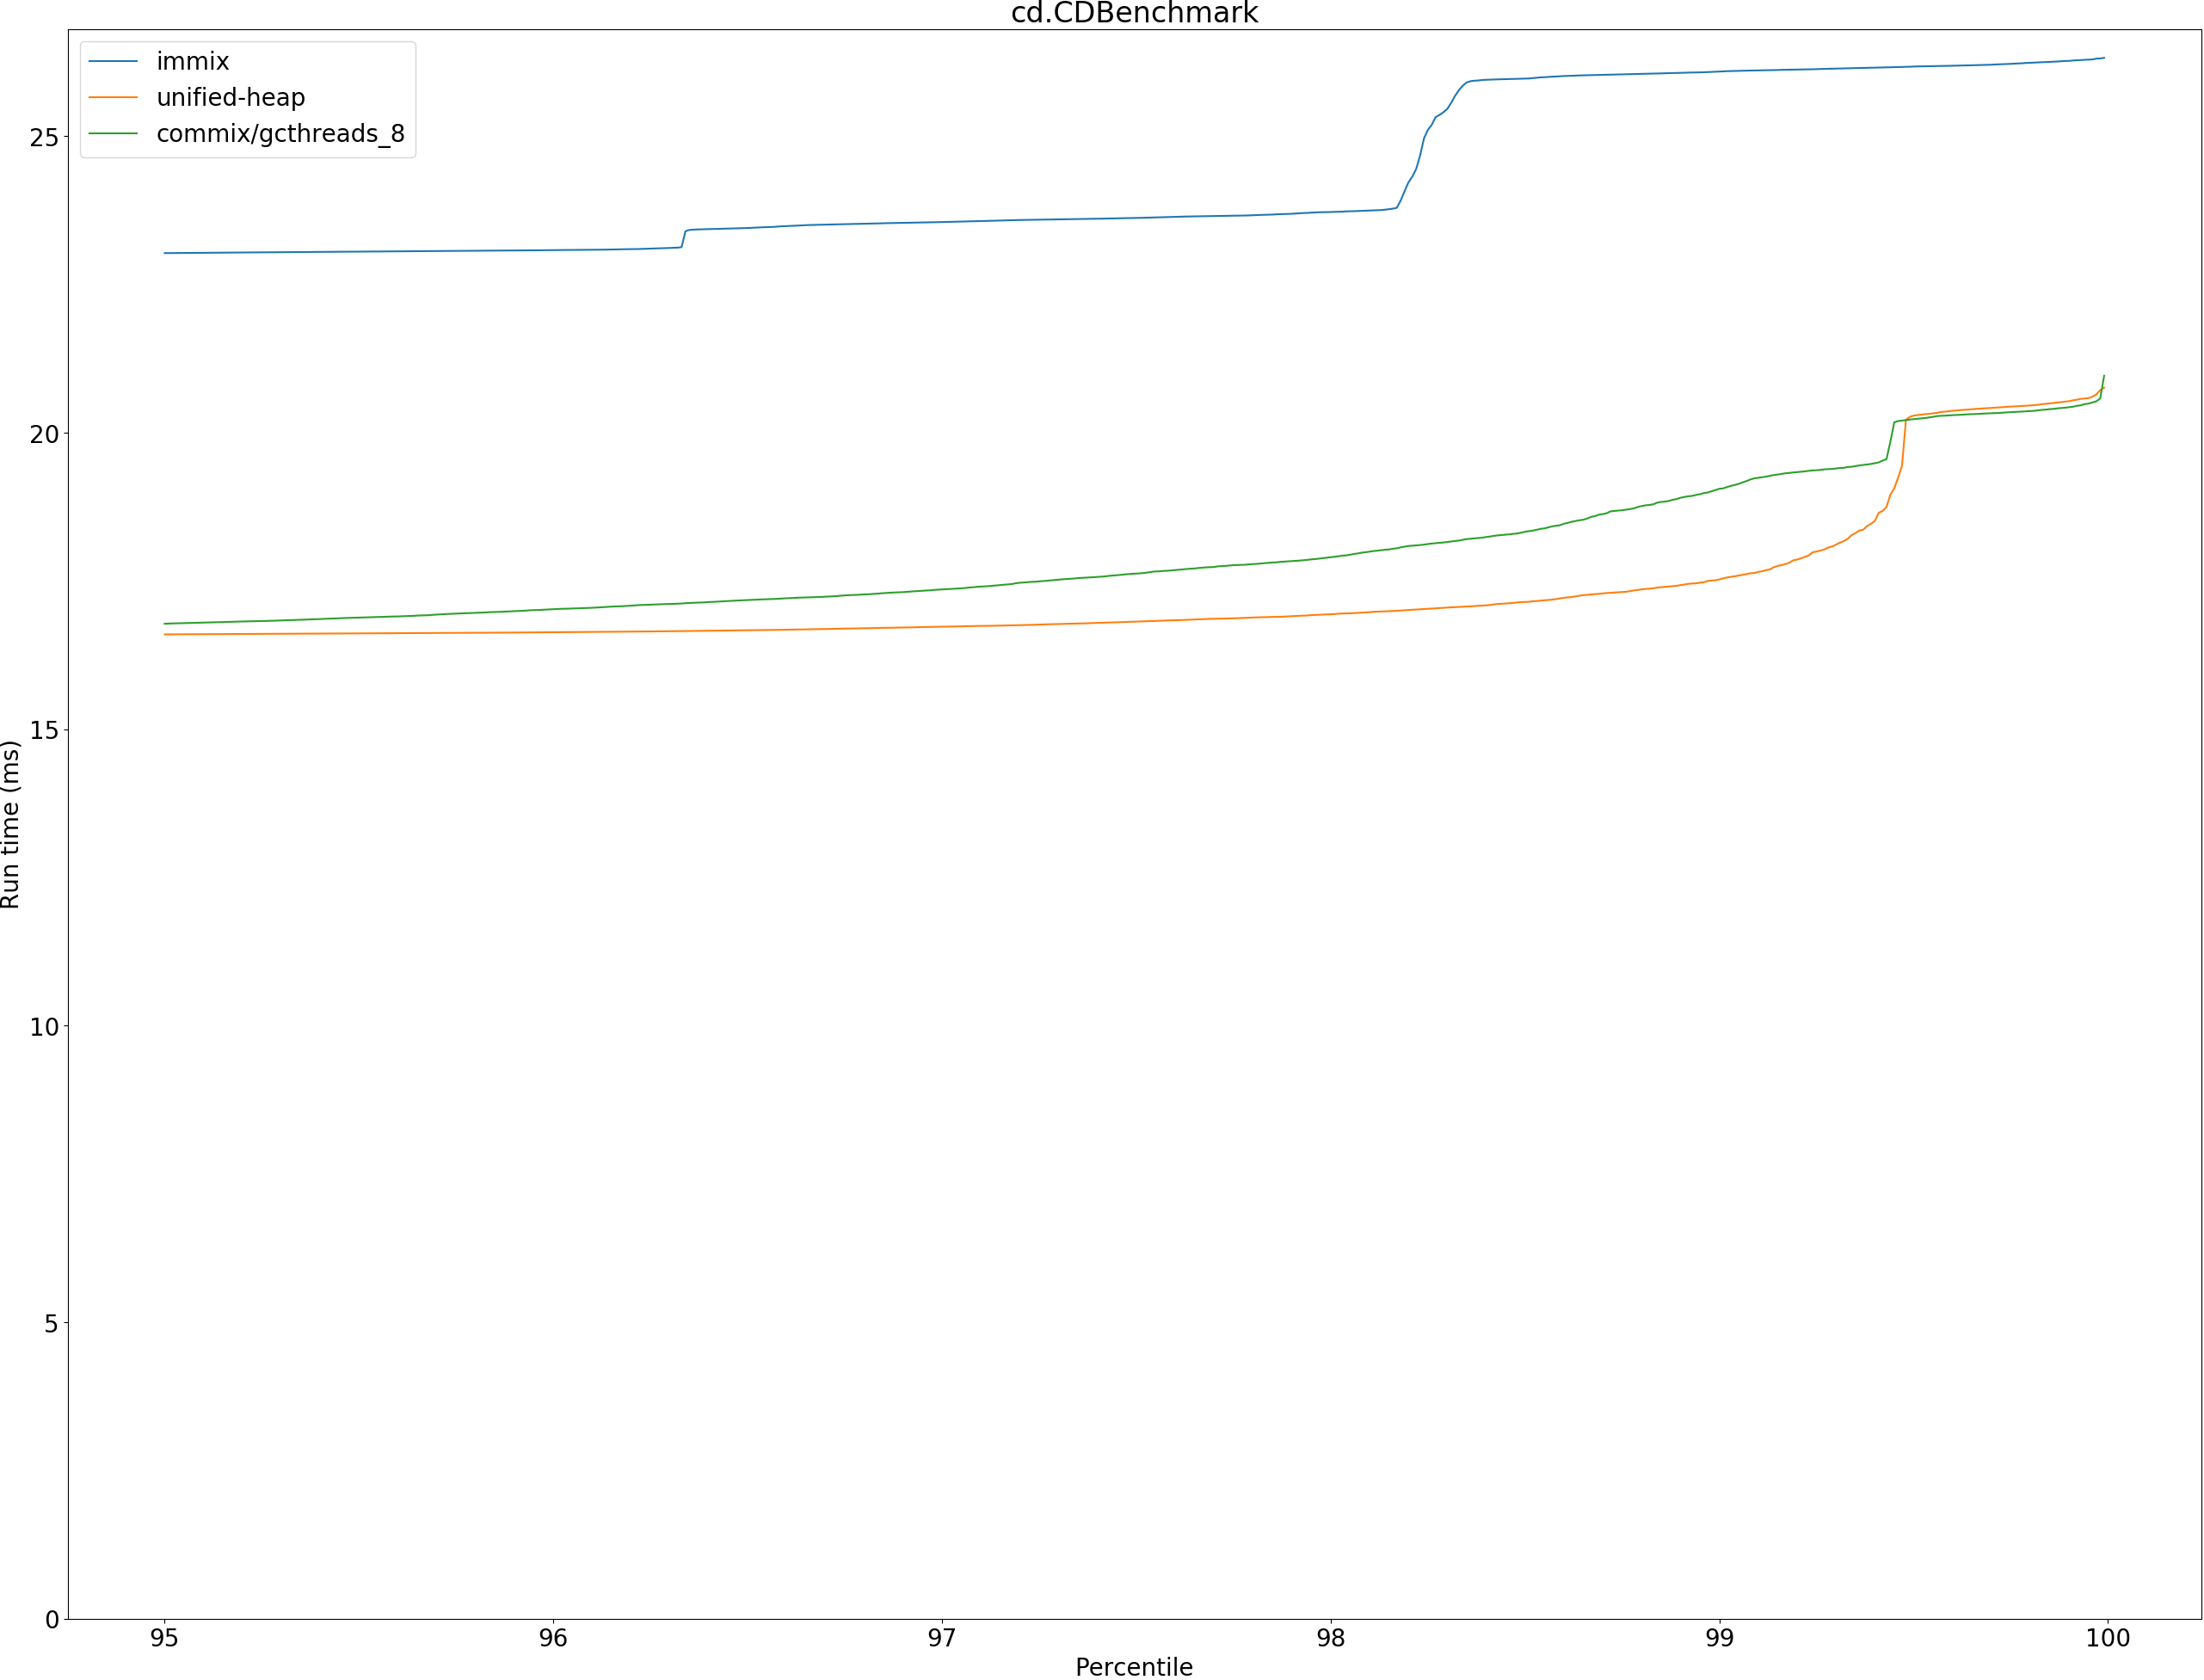 cd.CDBenchmark
immix
unified-heap
commix/gcthreads_8
25
20
15
10
5
0
Run time (ms)
95 96 97 98 99 100
Percentile